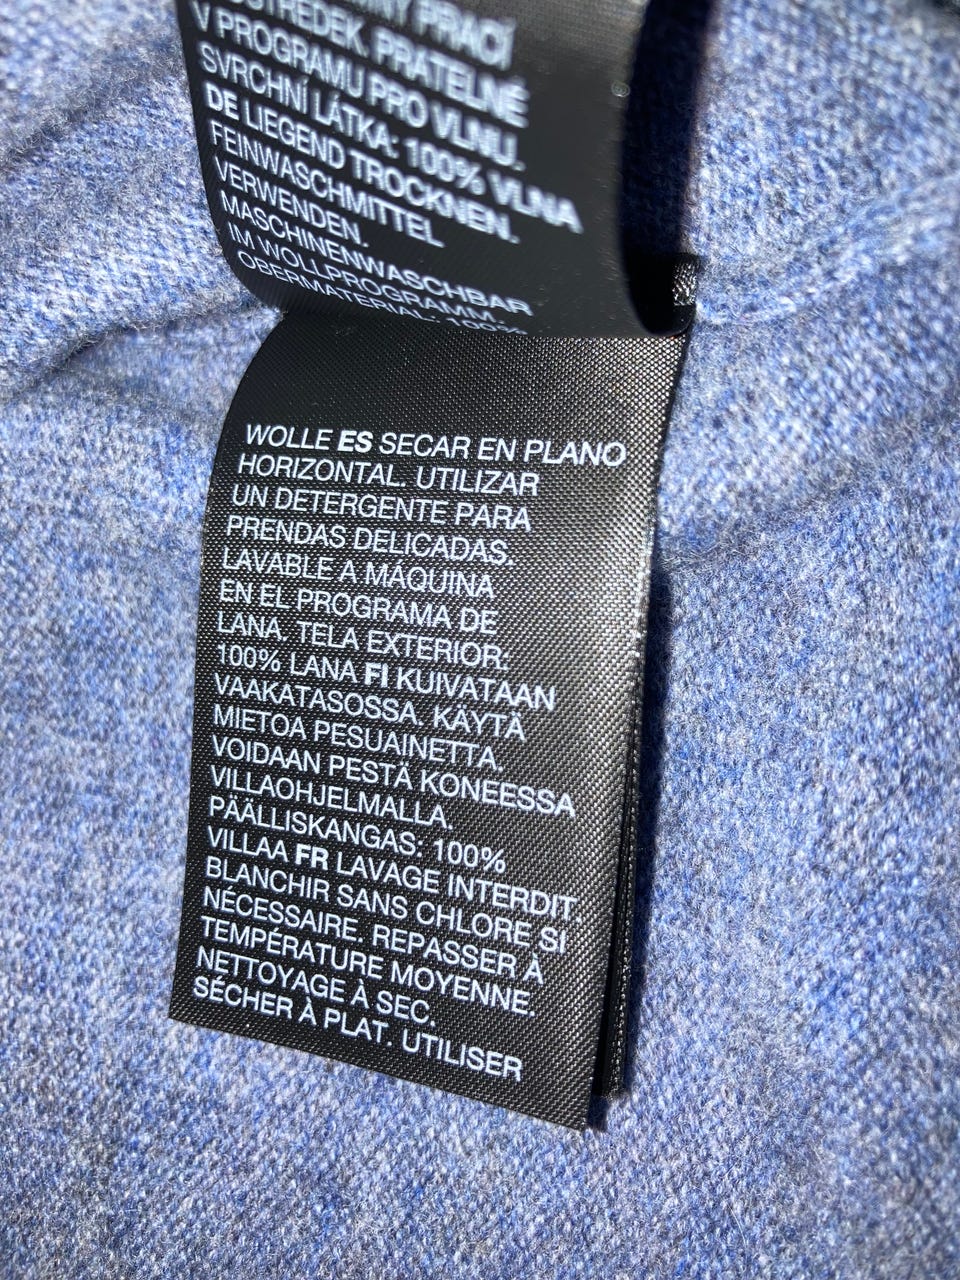 PRACÍ
PROSTŘEDEK. PRATELNÉ
V PROGRAMU PRO VLNU.
SVRCHNÍ LÁTKA: 100% VLNA
DE LIEGEND TROCKNEN.
FEINWASCHMITTEL
VERWENDEN.
MASCHINENWASCHBAR
IM WOLLPROGRAMM.
OBERMATERIAL: 100%
WOLLE ES SECAR EN PLANO
HORIZONTAL. UTILIZAR
UN DETERGENTE PARA
PRENDAS DELICADAS.
LAVABLE A MÁQUINA
EN EL PROGRAMA DE
LANA. TELA EXTERIOR:
100% LANA FI KUIVATAAN
VAAKATASOSSA. KÄYTÄ
MIETOA PESUAINETTA.
VOIDAAN PESTÄ KONEESSA
VILLAOHJELMALLA.
PÄÄLLISKANGAS: 100%
VILLAA FR LAVAGE INTERDIT.
BLANCHIR SANS CHLORE SI
NÉCESSAIRE. REPASSER À
TEMPÉRATURE MOYENNE.
NETTOYAGE À SEC.
SÉCHER À PLAT. UTILISER